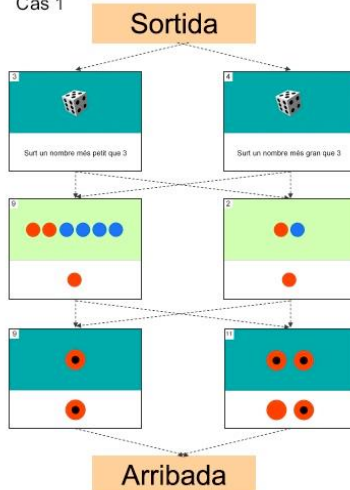 Cas 1
Sortida
3
4
Surt un nombre més petit que 3
Surt un nombre més gran que 3
9
2
9
11
Arribada